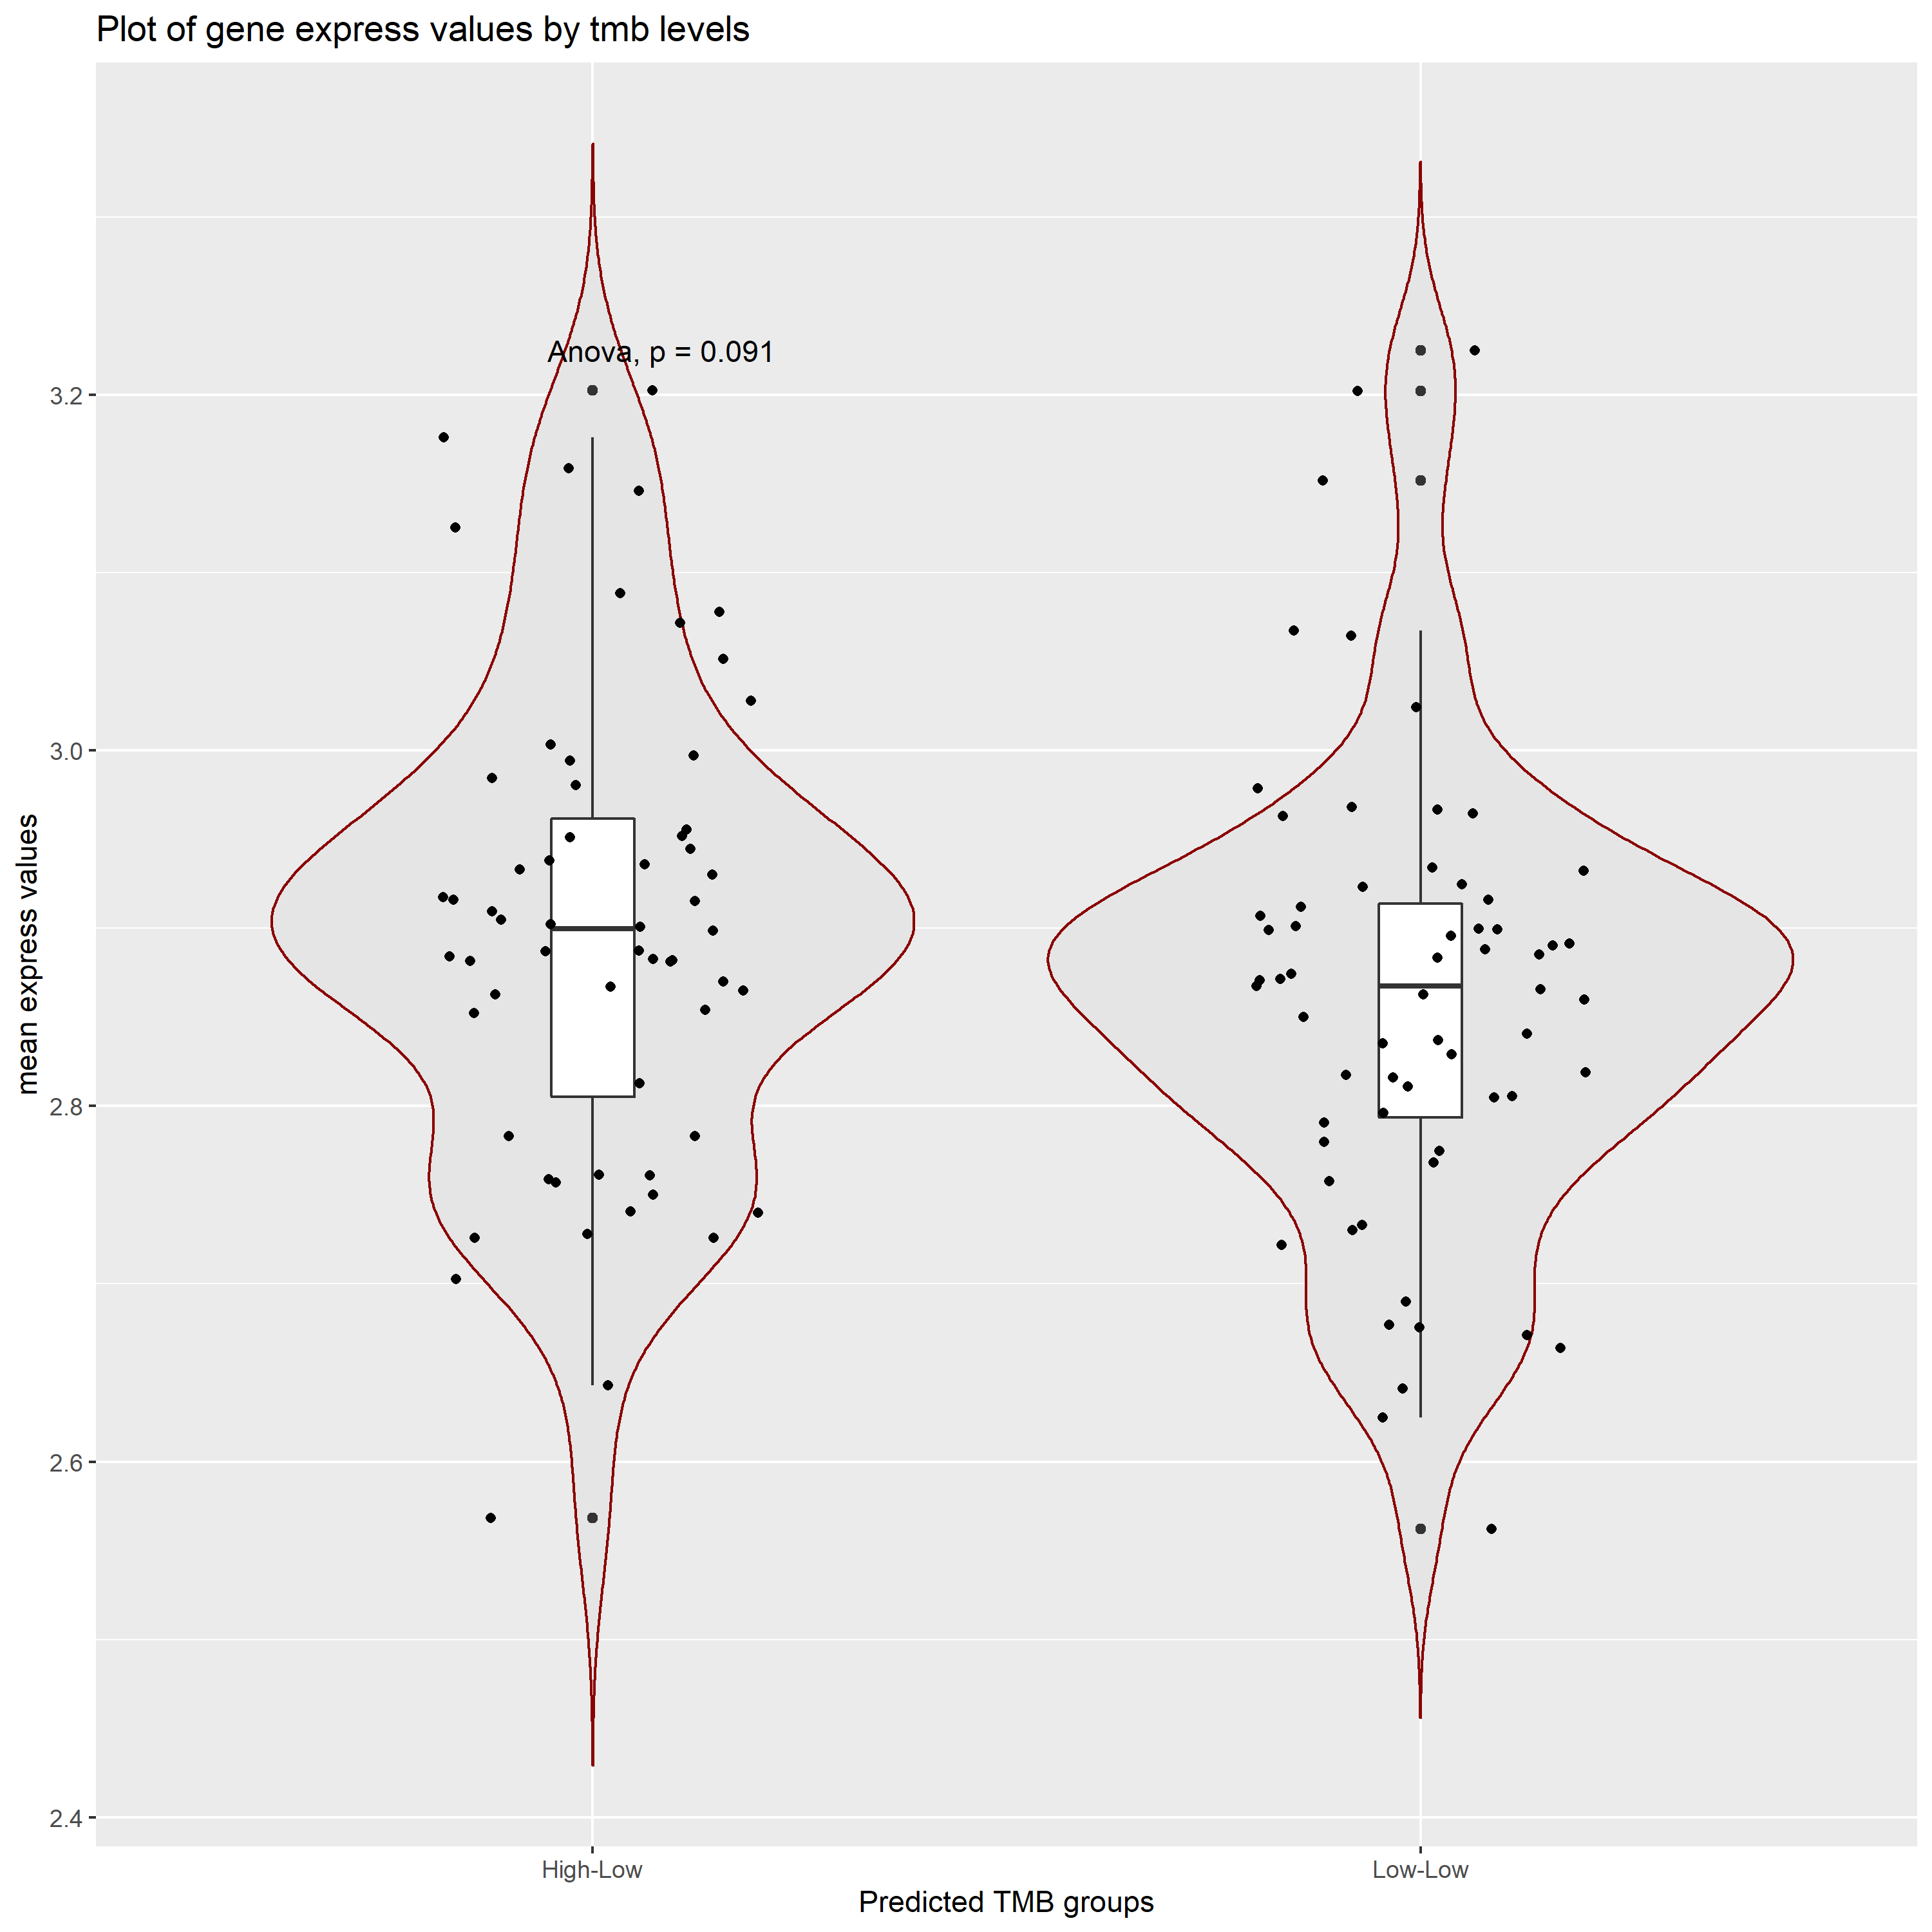 Plot of gene express values by tmb levels
Anova, p = 0.091
3.2
3.0
2.8
2.6
2.4
mean express values
High-Low
Low-Low
Predicted TMB groups